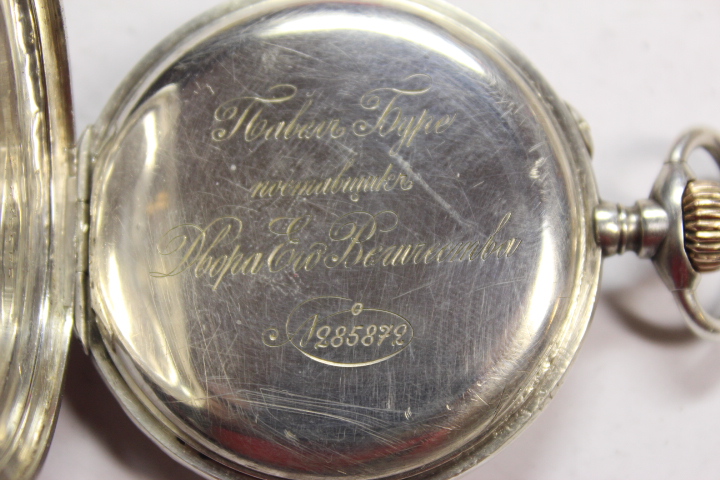 Павелъ Буре
поставщикъ
Двора Его Величества
№285872